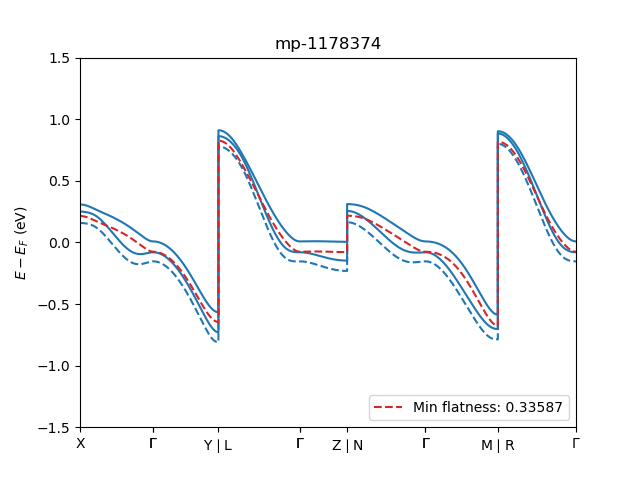 mp-1178374
E − E_F (eV)
1.5
1.0
0.5
0.0
−0.5
−1.0
−1.5
Min flatness: 0.33587
X Γ Y | L Γ Z | N Γ M | R Γ